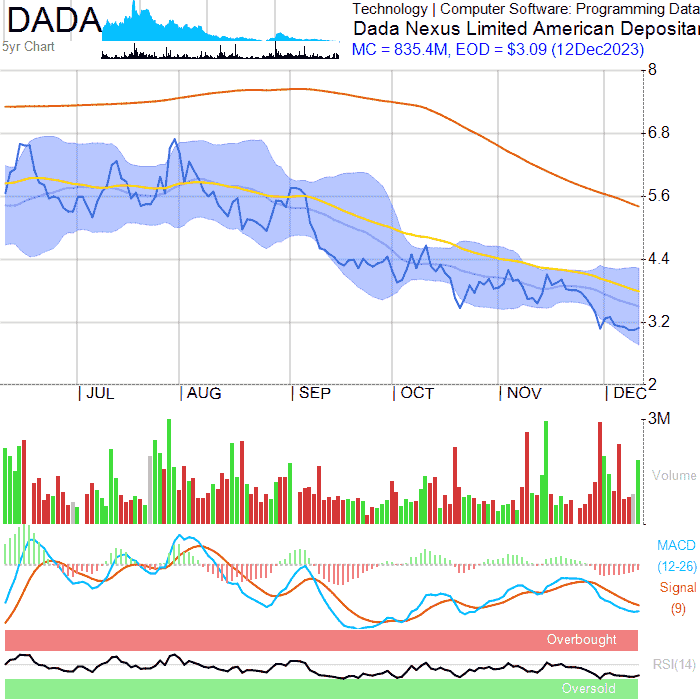 DADA
5yr Chart
Technology | Computer Software: Programming Data
Dada Nexus Limited American Depositar
MC = 835.4M, EOD = $3.09 (12Dec2023)
8
6.8
5.6
4.4
3.2
2
| JUL | AUG | SEP | OCT | NOV | DEC
3M
Volume
MACD
(12-26)
Signal
(9)
Overbought
RSI(14)
Oversold